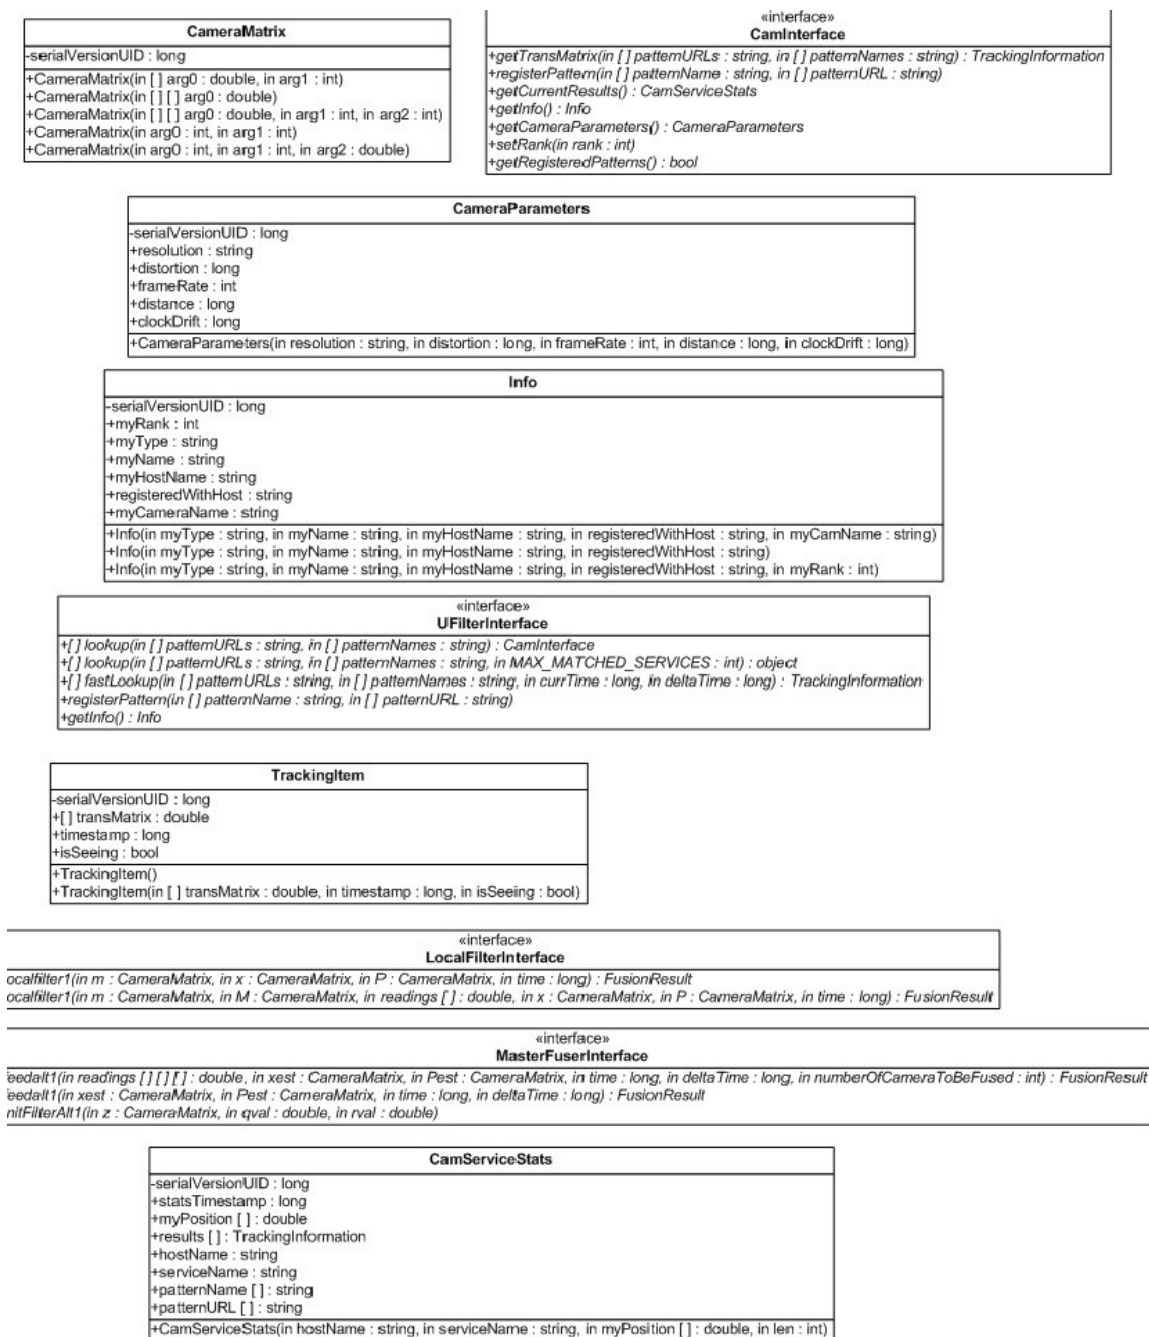 CameraMatrix
-serialVersionUID : long
+CameraMatrix(in [ ] arg0 : double, in arg1 : int)
+CameraMatrix(in [ ] [ ] arg0 : double)
+CameraMatrix(in [ ] [ ] arg0 : double, in arg1 : int, in arg2 : int)
+CameraMatrix(in arg0 : int, in arg1 : int)
+CameraMatrix(in arg0 : int, in arg1 : int, in arg2 : double)
«interface»
CamInterface
+getTransMatrix(in [ ] patternURLs : string, in [ ] patternNames : string) : TrackingInformation
+registerPattern(in [ ] patternName : string, in [ ] patternURL : string)
+getCurrentResults() : CamServiceStats
+getInfo() : Info
+getCameraParameters() : CameraParameters
+setRank(in rank : int)
+getRegisteredPatterns() : bool
CameraParameters
-serialVersionUID : long
+resolution : string
+distortion : long
+frameRate : int
+distance : long
+clockDrift : long
+CameraParameters(in resolution : string, in distortion : long, in frameRate : int, in distance : long, in clockDrift : long)
Info
-serialVersionUID : long
+myRank : int
+myType : string
+myName : string
+myHostName : string
+registeredWithHost : string
+myCameraName : string
+Info(in myType : string, in myName : string, in myHostName : string, in registeredWithHost : string, in myCamName : string)
+Info(in myType : string, in myName : string, in myHostName : string, in registeredWithHost : string)
+Info(in myType : string, in myName : string, in myHostName : string, in registeredWithHost : string, in myRank : int)
«interface»
UFilterInterface
+[ ] lookup(in [ ] patternURLs : string, in [ ] patternNames : string) : CamInterface
+[ ] lookup(in [ ] patternURLs : string, in [ ] patternNames : string, in MAX_MATCHED_SERVICES : int) : object
+[ ] fastLookup(in [ ] patternURLs : string, in [ ] patternNames : string, in currTime : long, in deltaTime : long) : TrackingInformation
+registerPattern(in [ ] patternName : string, in [ ] patternURL : string)
+getInfo() : Info
TrackingItem
-serialVersionUID : long
+[ ] transMatrix : double
+timestamp : long
+isSeeing : bool
+TrackingItem()
+TrackingItem(in [ ] transMatrix : double, in timestamp : long, in isSeeing : bool)
«interface»
LocalFilterInterface
ocalfilter1(in m : CameraMatrix, in x : CameraMatrix, in P : CameraMatrix, in time : long) : FusionResult
ocalfilter1(in m : CameraMatrix, in M : CameraMatrix, in readings [ ] : double, in x : CameraMatrix, in P : CameraMatrix, in time : long) : FusionResult
«interface»
MasterFuserInterface
eedalt1(in readings [ ] [ ] [ ] : double, in xest : CameraMatrix, in Pest : CameraMatrix, in time : long, in deltaTime : long, in numberOfCameraToBeFused : int) : FusionResult
eedalt1(in xest : CameraMatrix, in Pest : CameraMatrix, in time : long, in deltaTime : long) : FusionResult
nitFilterAlt1(in z : CameraMatrix, in qval : double, in rval : double)
CamServiceStats
-serialVersionUID : long
+statsTimestamp : long
+myPosition [ ] : double
+results [ ] : TrackingInformation
+hostName : string
+serviceName : string
+patternName [ ] : string
+patternURL [ ] : string
+CamServiceStats(in hostName : string, in serviceName : string, in myPosition [ ] : double, in len : int)